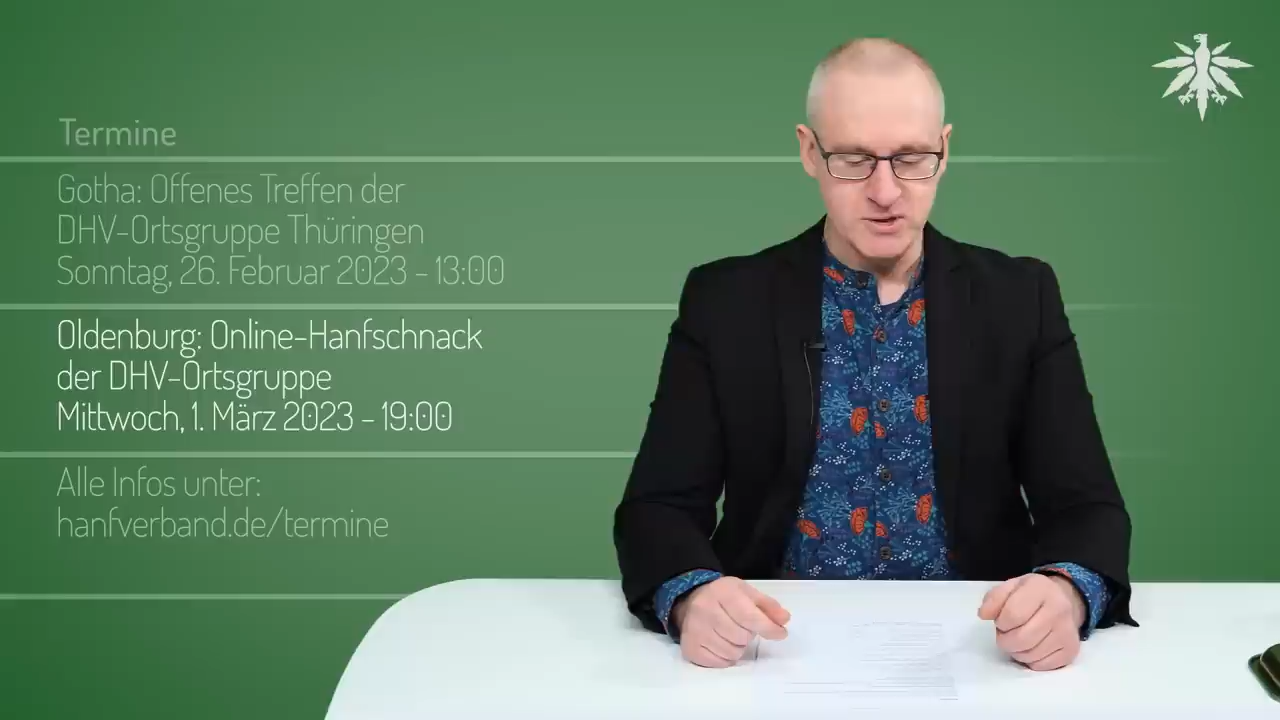 Termine
Gotha: Offenes Treffen der
DHV-Ortsgruppe Thüringen
Sonntag, 26. Februar 2023 - 13:00
Oldenburg: Online-Hanfschnack
der DHV-Ortsgruppe
Mittwoch, 1. März 2023 - 19:00
Alle Infos unter:
hanfverband.de/termine